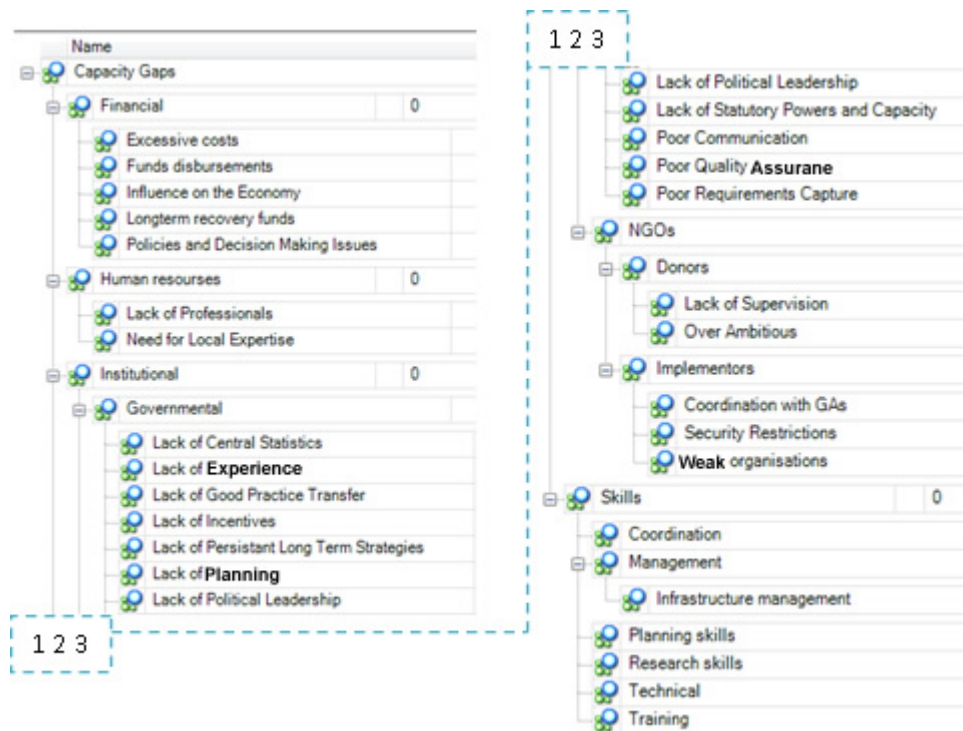 Name
Capacity Gaps
Financial 0
Excessive costs
Funds disbursements
Influence on the Economy
Longterm recovery funds
Policies and Decision Making Issues
Human resourses 0
Lack of Professionals
Need for Local Expertise
Institutional 0
Governmental
Lack of Central Statistics
Lack of Experience
Lack of Good Practice Transfer
Lack of Incentives
Lack of Persistant Long Term Strategies
Lack of Planning
Lack of Political Leadership
1 2 3
1 2 3
Lack of Political Leadership
Lack of Statutory Powers and Capacity
Poor Communication
Poor Quality Assurane
Poor Requirements Capture
NGOs
Donors
Lack of Supervision
Over Ambitious
Implementors
Coordination with GAs
Security Restrictions
Weak organisations
Skills 0
Coordination
Management
Infrastructure management
Planning skills
Research skills
Technical
Training